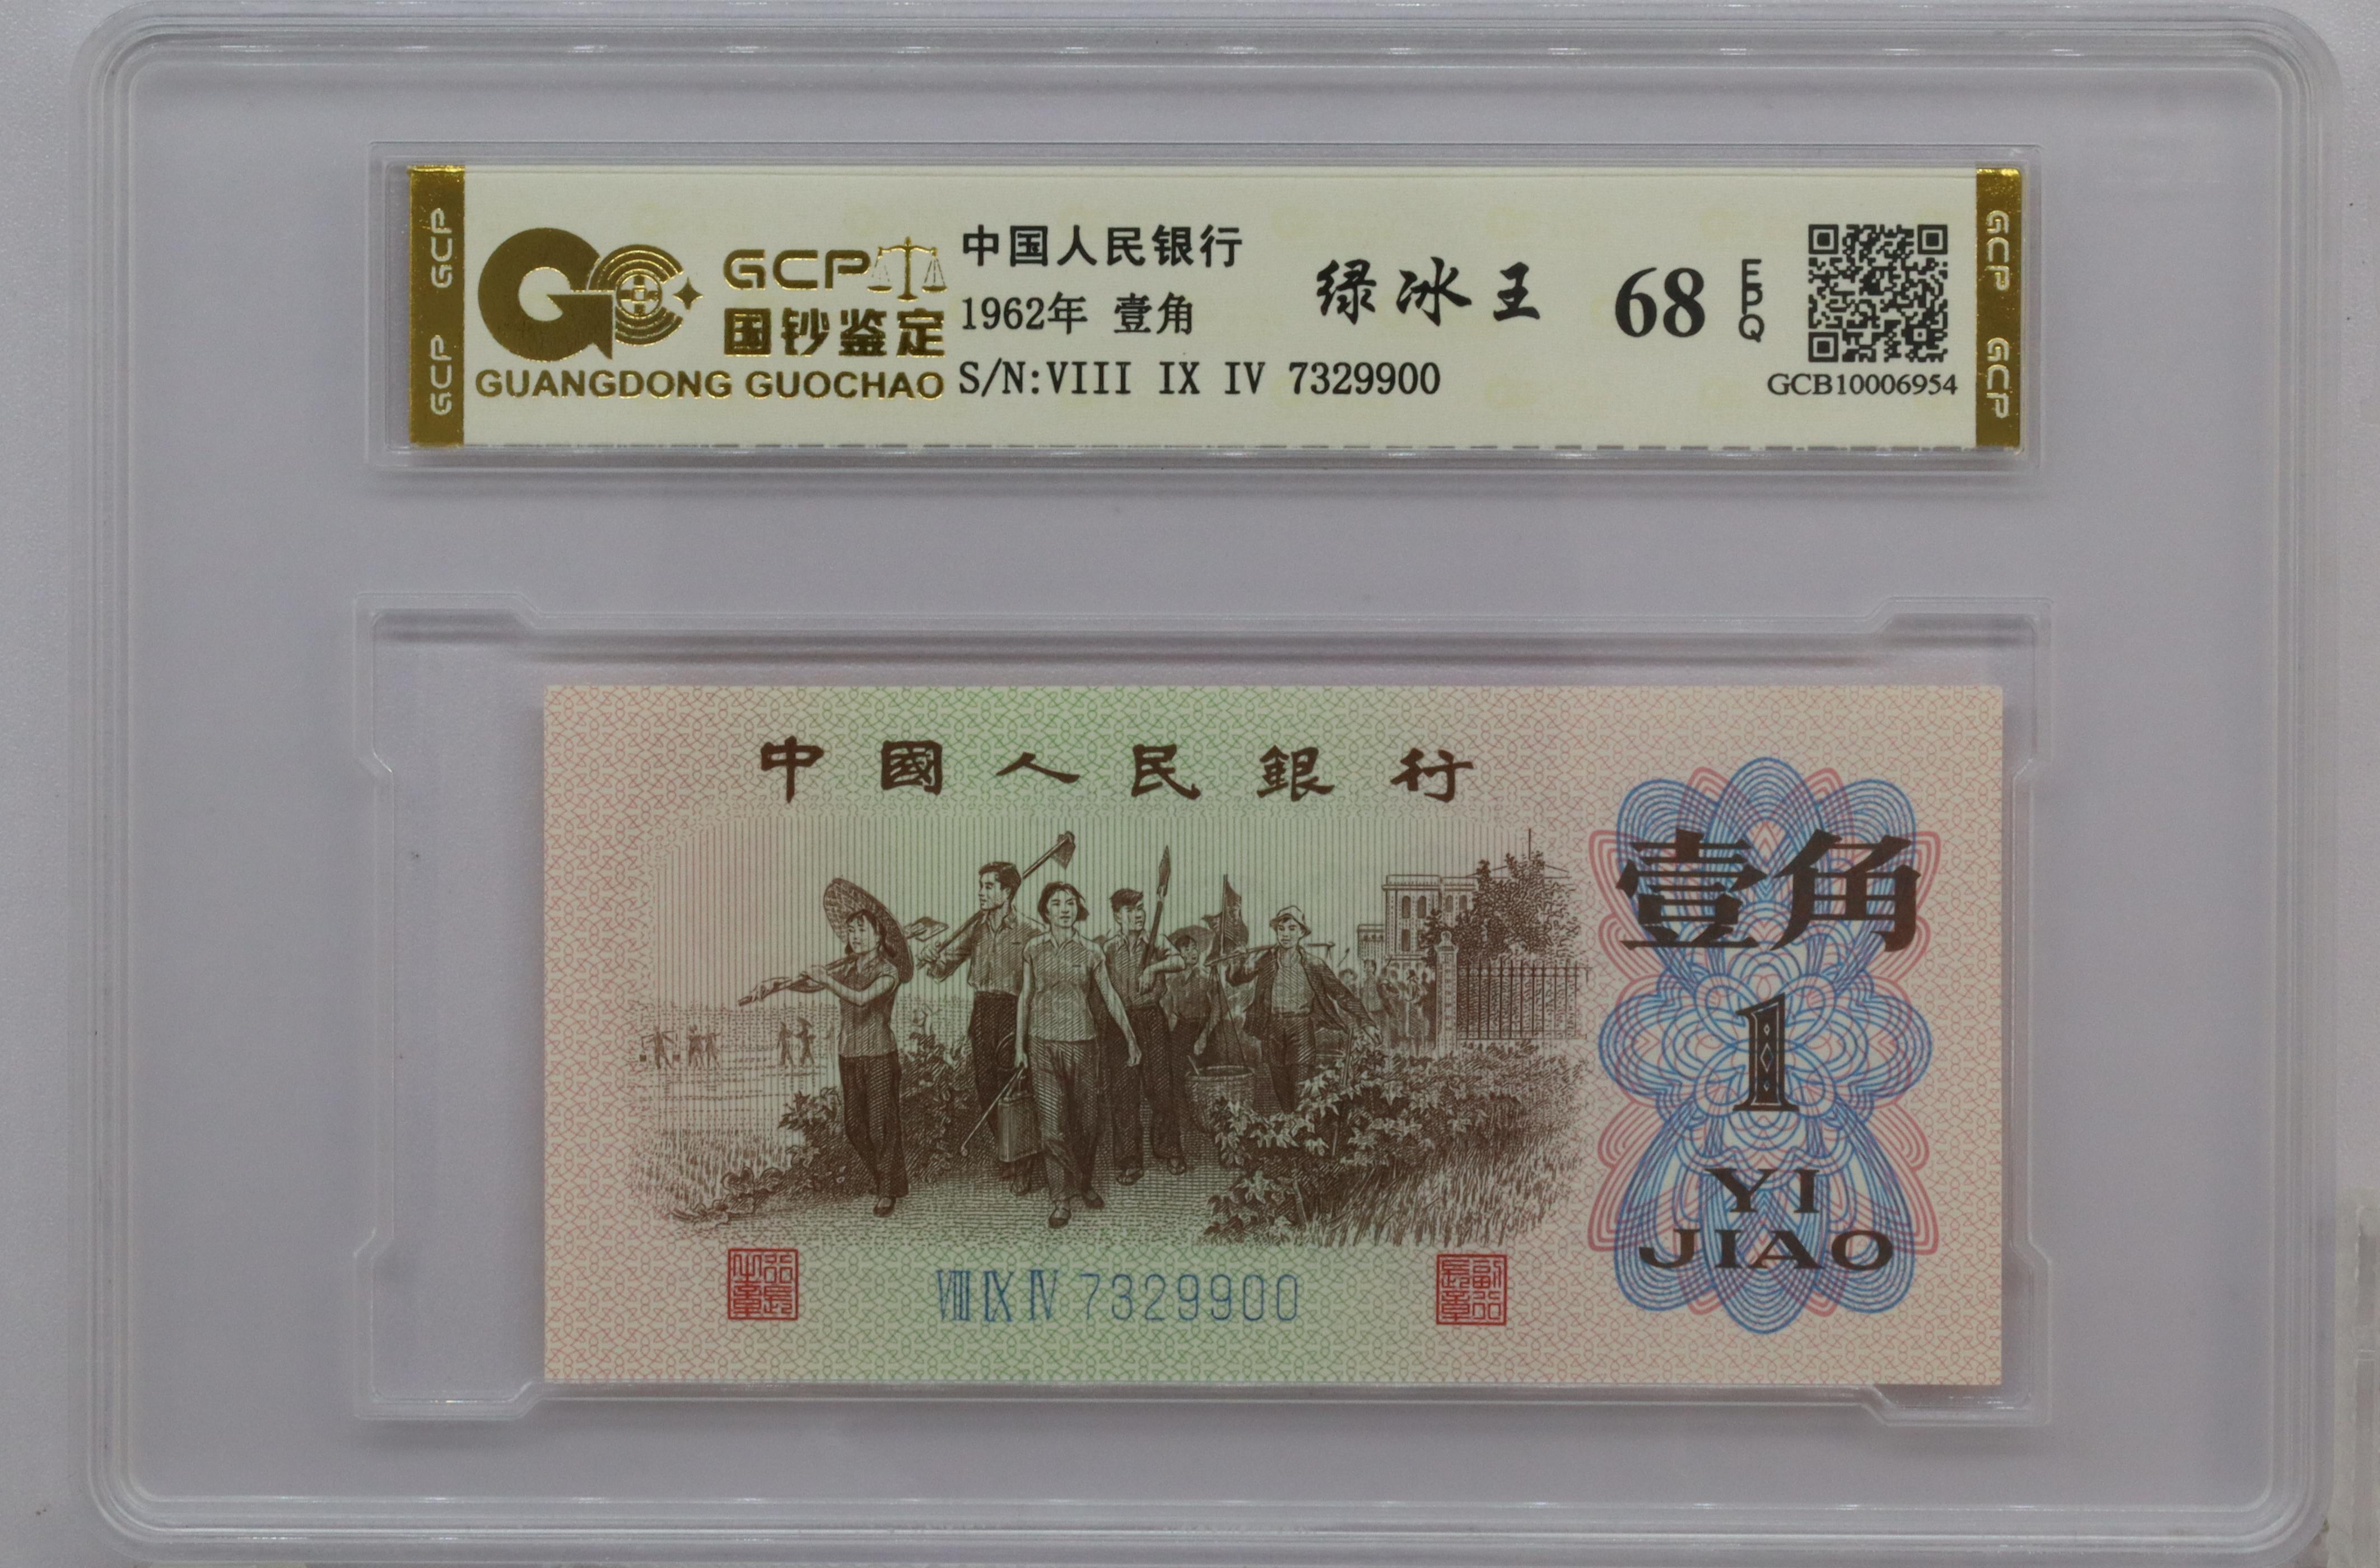 GCP GCP
GCP
国钞鉴定
GUANGDONG GUOCHAO
中国人民银行
1962年 壹角
S/N:VIII IX IV 7329900
绿冰王
68
EPQ
GCB10006954
GCP GCP
中國人民銀行
壹角
1
YI
JIAO
VIII IX IV 7329900